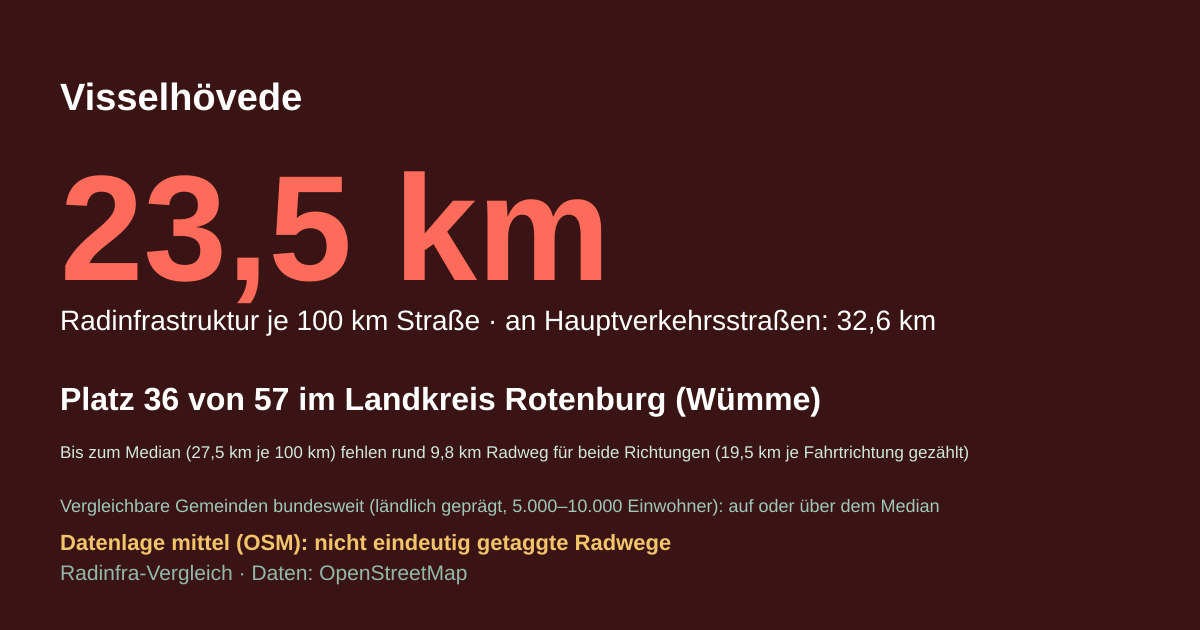 Visselhövede
23,5 km
Radinfrastruktur je 100 km Straße · an Hauptverkehrsstraßen: 32,6 km
Platz 36 von 57 im Landkreis Rotenburg (Wümme)
Bis zum Median (27,5 km je 100 km) fehlen rund 9,8 km Radweg für beide Richtungen (19,5 km je Fahrtrichtung gezählt)
Vergleichbare Gemeinden bundesweit (ländlich geprägt, 5.000–10.000 Einwohner): auf oder über dem Median
Datenlage mittel (OSM): nicht eindeutig getaggte Radwege
Radinfra-Vergleich · Daten: OpenStreetMap